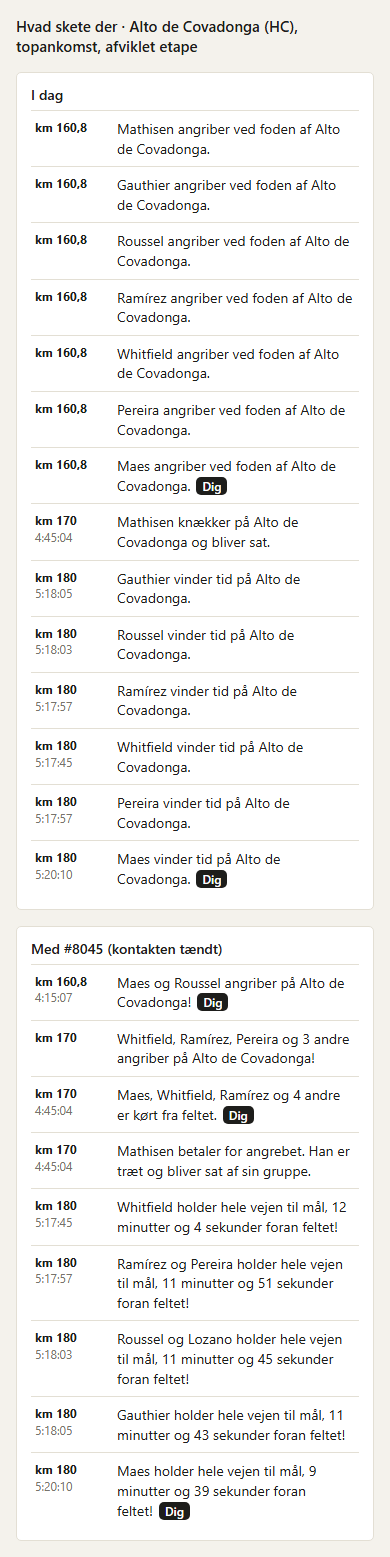 Hvad skete der · Alto de Covadonga (HC),
topankomst, afviklet etape
I dag
km 160,8 Mathisen angriber ved foden af Alto
de Covadonga.
km 160,8 Gauthier angriber ved foden af Alto
de Covadonga.
km 160,8 Roussel angriber ved foden af Alto de
Covadonga.
km 160,8 Ramírez angriber ved foden af Alto de
Covadonga.
km 160,8 Whitfield angriber ved foden af Alto
de Covadonga.
km 160,8 Pereira angriber ved foden af Alto de
Covadonga.
km 160,8 Maes angriber ved foden af Alto de
Covadonga. Dig
km 170 Mathisen knækker på Alto de
4:45:04 Covadonga og bliver sat.
km 180 Gauthier vinder tid på Alto de
5:18:05 Covadonga.
km 180 Roussel vinder tid på Alto de
5:18:03 Covadonga.
km 180 Ramírez vinder tid på Alto de
5:17:57 Covadonga.
km 180 Whitfield vinder tid på Alto de
5:17:45 Covadonga.
km 180 Pereira vinder tid på Alto de
5:17:57 Covadonga.
km 180 Maes vinder tid på Alto de
5:20:10 Covadonga. Dig
Med #8045 (kontakten tændt)
km 160,8 Maes og Roussel angriber på Alto de
4:15:07 Covadonga! Dig
km 170 Whitfield, Ramírez, Pereira og 3 andre
angriber på Alto de Covadonga!
km 170 Maes, Whitfield, Ramírez og 4 andre
4:45:04 er kørt fra feltet. Dig
km 170 Mathisen betaler for angrebet. Han er
4:45:04 træt og bliver sat af sin gruppe.
km 180 Whitfield holder hele vejen til mål, 12
5:17:45 minutter og 4 sekunder foran feltet!
km 180 Ramírez og Pereira holder hele vejen
5:17:57 til mål, 11 minutter og 51 sekunder
foran feltet!
km 180 Roussel og Lozano holder hele vejen
5:18:03 til mål, 11 minutter og 45 sekunder
foran feltet!
km 180 Gauthier holder hele vejen til mål, 11
5:18:05 minutter og 43 sekunder foran feltet!
km 180 Maes holder hele vejen til mål, 9
5:20:10 minutter og 39 sekunder foran
feltet! Dig